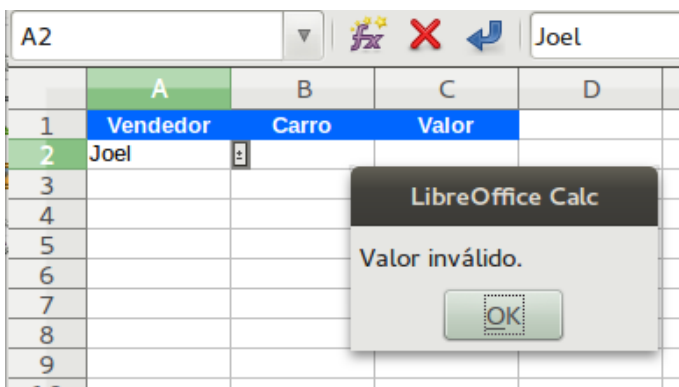 A2 fx Joel
A B C D
1 Vendedor Carro Valor
2 Joel
3
4
5
6
7
8
9
LibreOffice Calc
Valor inválido.
OK